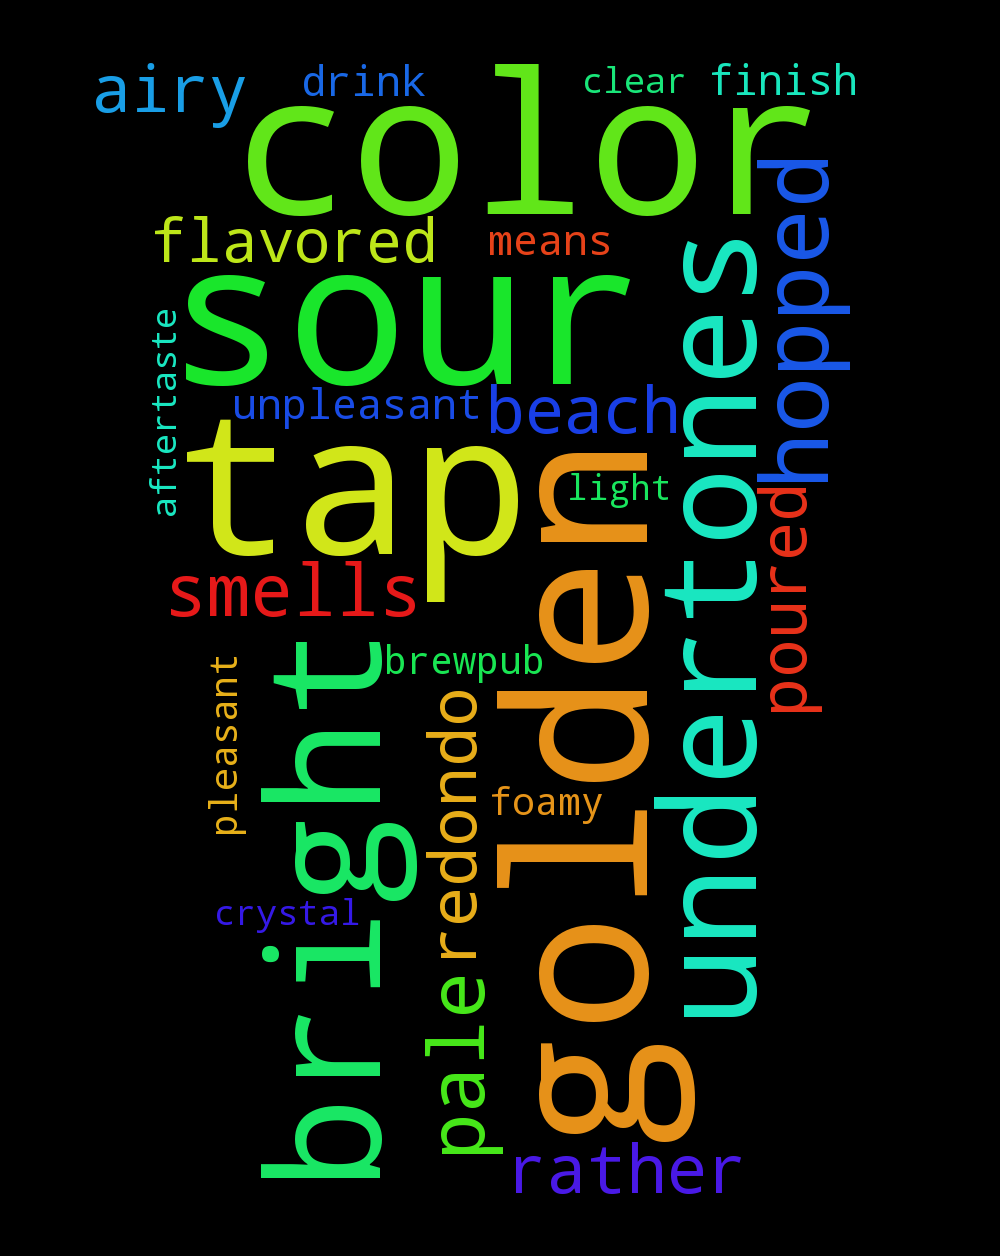 airy
drink
color
clear
finish
hopped
flavored
means
undertones
sour
aftertaste
unpleasant
beach
tap
golden
light
poured
smells
bright
brewpub
pleasant
redondo
foamy
crystal
pale
rather